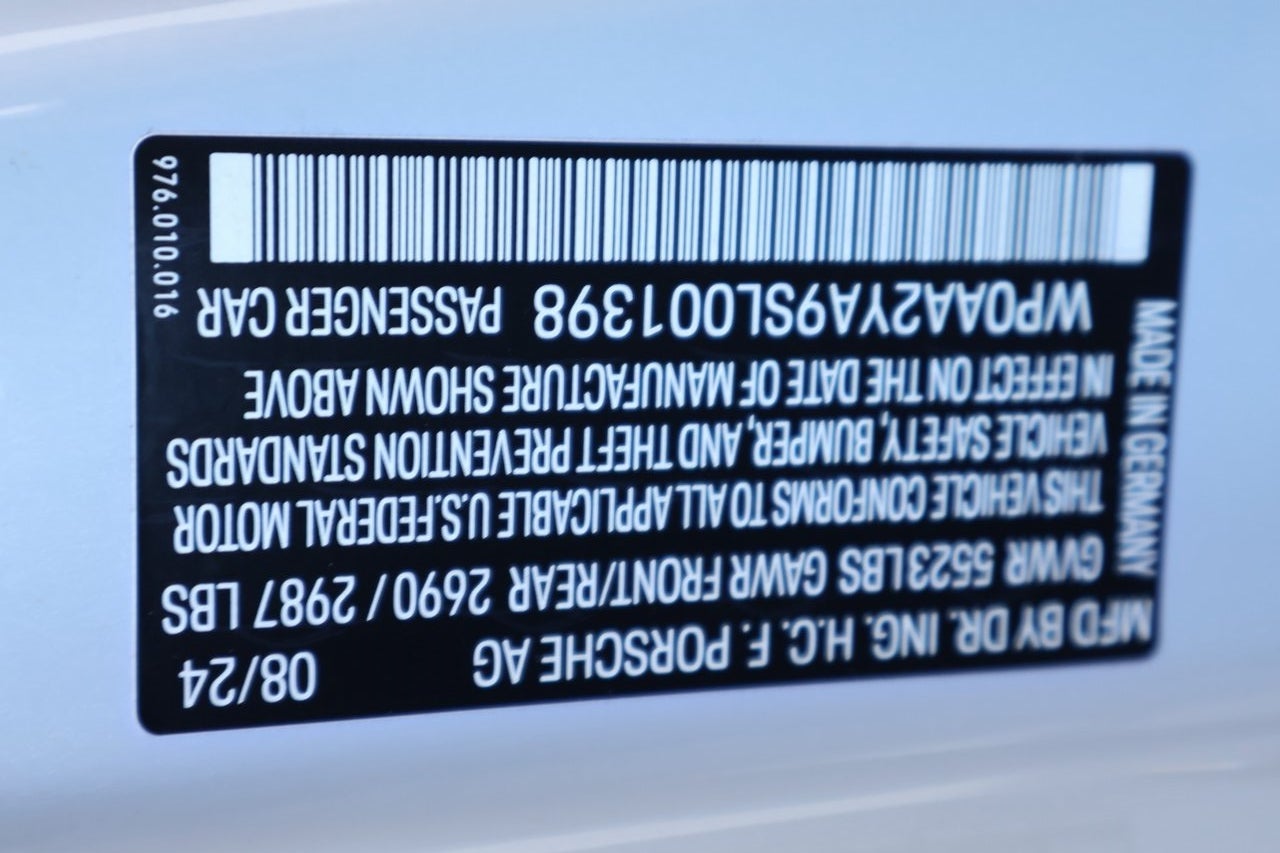 MFD BY DR. ING. H.C. F. PORSCHE AG 08/24
GVWR 5523 LBS GAWR FRONT/REAR 2690 / 2987 LBS
THIS VEHICLE CONFORMS TO ALL APPLICABLE U.S. FEDERAL MOTOR
VEHICLE SAFETY, BUMPER, AND THEFT PREVENTION STANDARDS
IN EFFECT ON THE DATE OF MANUFACTURE SHOWN ABOVE
WP0AA2YA9SL001398 PASSENGER CAR
MADE IN GERMANY
976.010.016